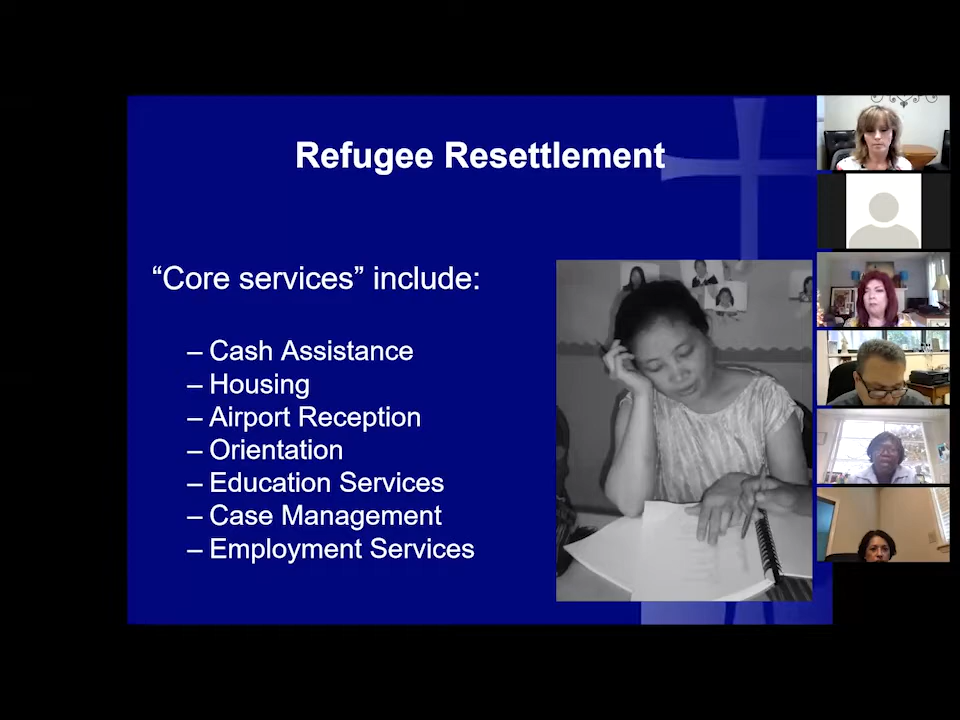 Refugee Resettlement
“Core services” include:
– Cash Assistance
– Housing
– Airport Reception
– Orientation
– Education Services
– Case Management
– Employment Services